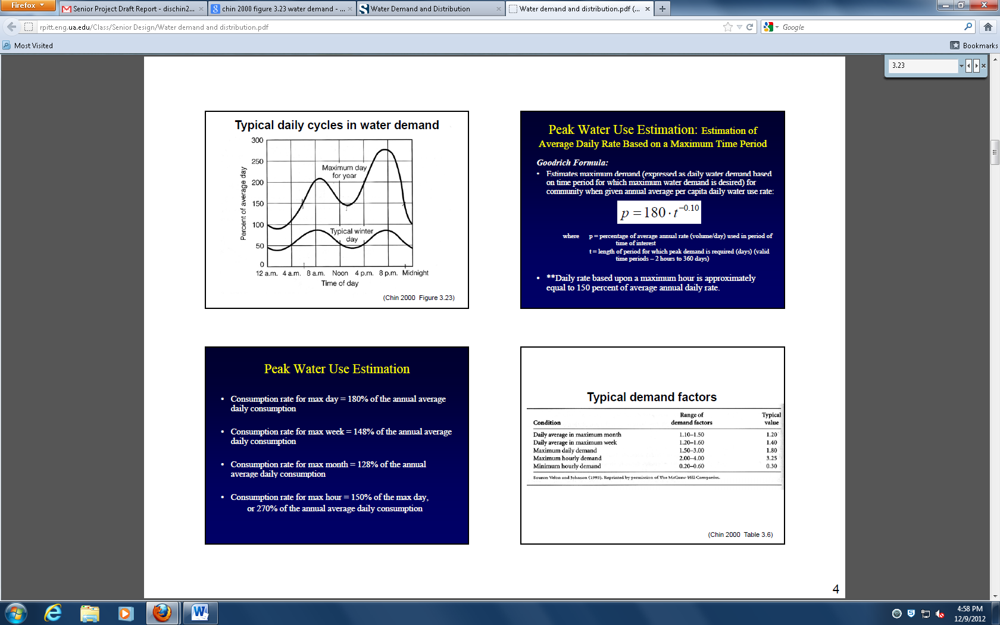 Firefox
Senior Project Draft Report - dischin2...
chin 2000 figure 3.23 water demand - ...
Water Demand and Distribution
Water demand and distribution.pdf (...
rpitt.eng.ua.edu/Class/Senior Design/Water demand and distribution.pdf
Google
Most Visited
Bookmarks
3.23
Typical daily cycles in water demand
300
250
200
150
100
50
0
Percent of average day
Maximum day
for year
Typical winter
day
12 a.m. 4 a.m. 8 a.m. Noon 4 p.m. 8 p.m. Midnight
Time of day
(Chin 2000 Figure 3.23)
Peak Water Use Estimation: Estimation of
Average Daily Rate Based on a Maximum Time Period
Goodrich Formula:
• Estimates maximum demand (expressed as daily water demand based
on time period for which maximum water demand is desired) for
community when given annual average per capita daily water use rate:
p = 180 · t^−0.10
where p = percentage of average annual rate (volume/day) used in period of
time of interest
t = length of period for which peak demand is required (days) (valid
time periods – 2 hours to 360 days)
• **Daily rate based upon a maximum hour is approximately
equal to 150 percent of average annual daily rate.
Peak Water Use Estimation
• Consumption rate for max day = 180% of the annual average
daily consumption
• Consumption rate for max week = 148% of the annual average
daily consumption
• Consumption rate for max month = 128% of the annual
average daily consumption
• Consumption rate for max hour = 150% of the max day,
or 270% of the annual average daily consumption
Typical demand factors
Range of Typical
Condition demand factors value
Daily average in maximum month 1.10–1.50 1.20
Daily average in maximum week 1.20–1.60 1.40
Maximum daily demand 1.50–3.00 1.80
Maximum hourly demand 2.00–4.00 3.25
Minimum hourly demand 0.20–0.60 0.30
Source: Velon and Johnson (1993). Reprinted by permission of The McGraw-Hill Companies.
(Chin 2000 Table 3.6)
4
4:58 PM
12/9/2012